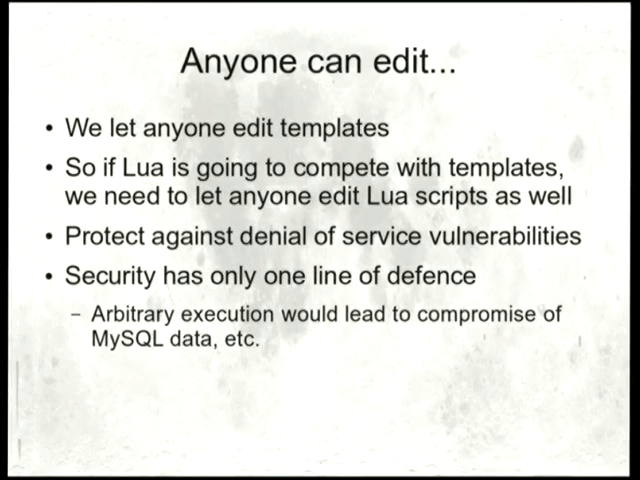 Anyone can edit...
• We let anyone edit templates
• So if Lua is going to compete with templates,
we need to let anyone edit Lua scripts as well
• Protect against denial of service vulnerabilities
• Security has only one line of defence
– Arbitrary execution would lead to compromise of
MySQL data, etc.